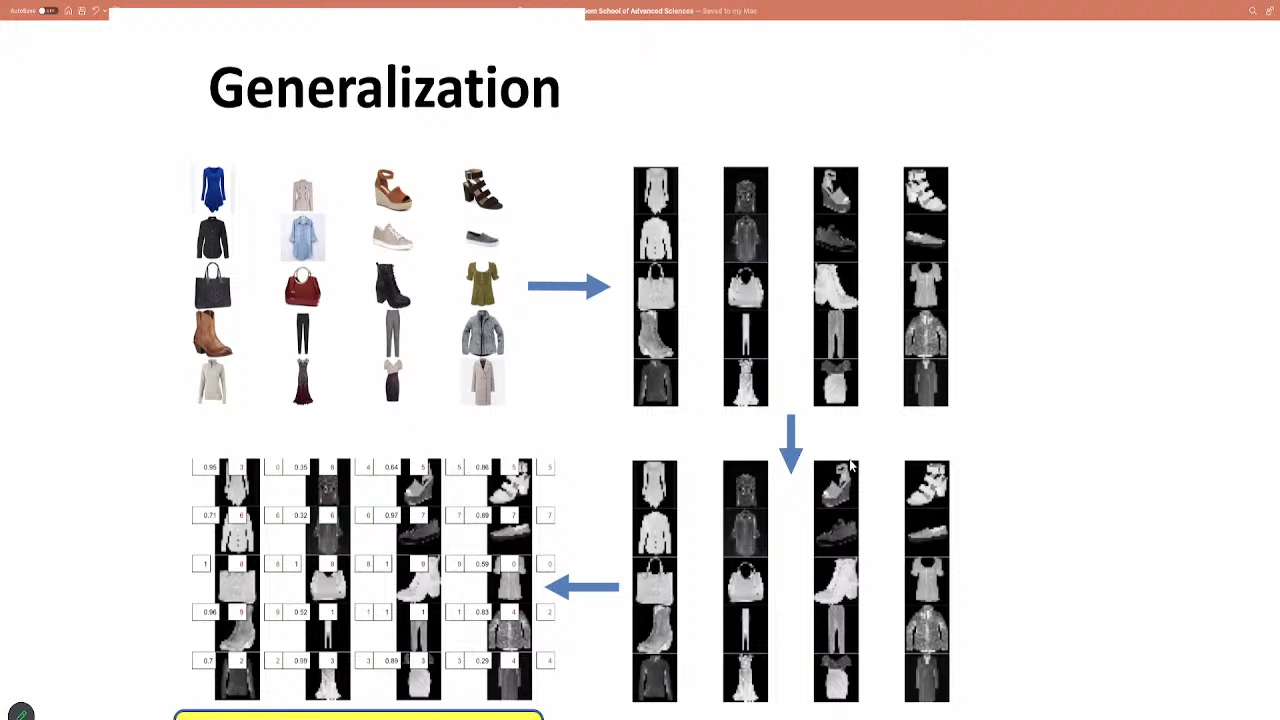 AutoSave OFF
om School of Advanced Sciences — Saved to my Mac
Generalization
0.95 3 0 0.35 8 4 0.64 5 5 0.86 5 5
0.71 6 6 0.32 6 6 0.97 7 7 0.89 7 7
1 8 8 1 8 8 1 9 9 0.59 0 0
0.96 9 9 0.52 1 1 1 1 1 0.83 4 2
0.7 2 2 0.99 3 3 0.89 3 3 0.29 4 4